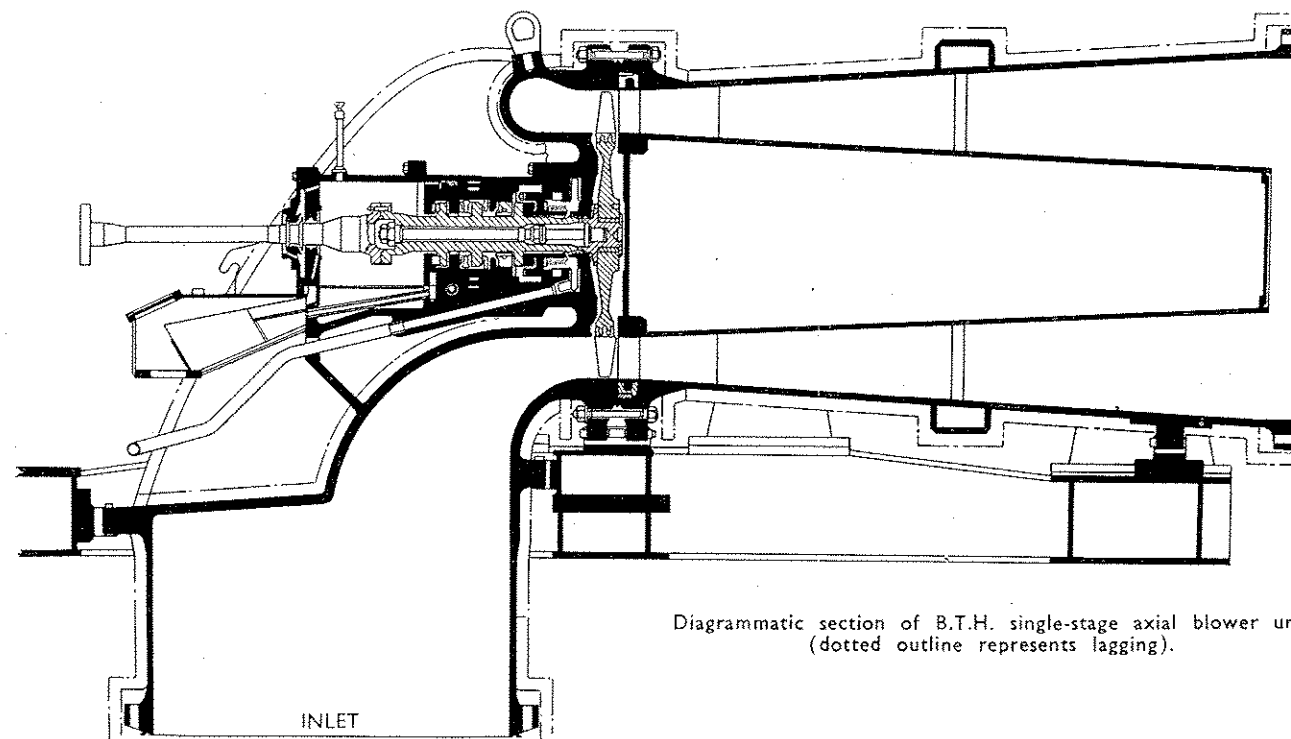 Diagrammatic section of B.T.H. single-stage axial blower
(dotted outline represents lagging).
INLET